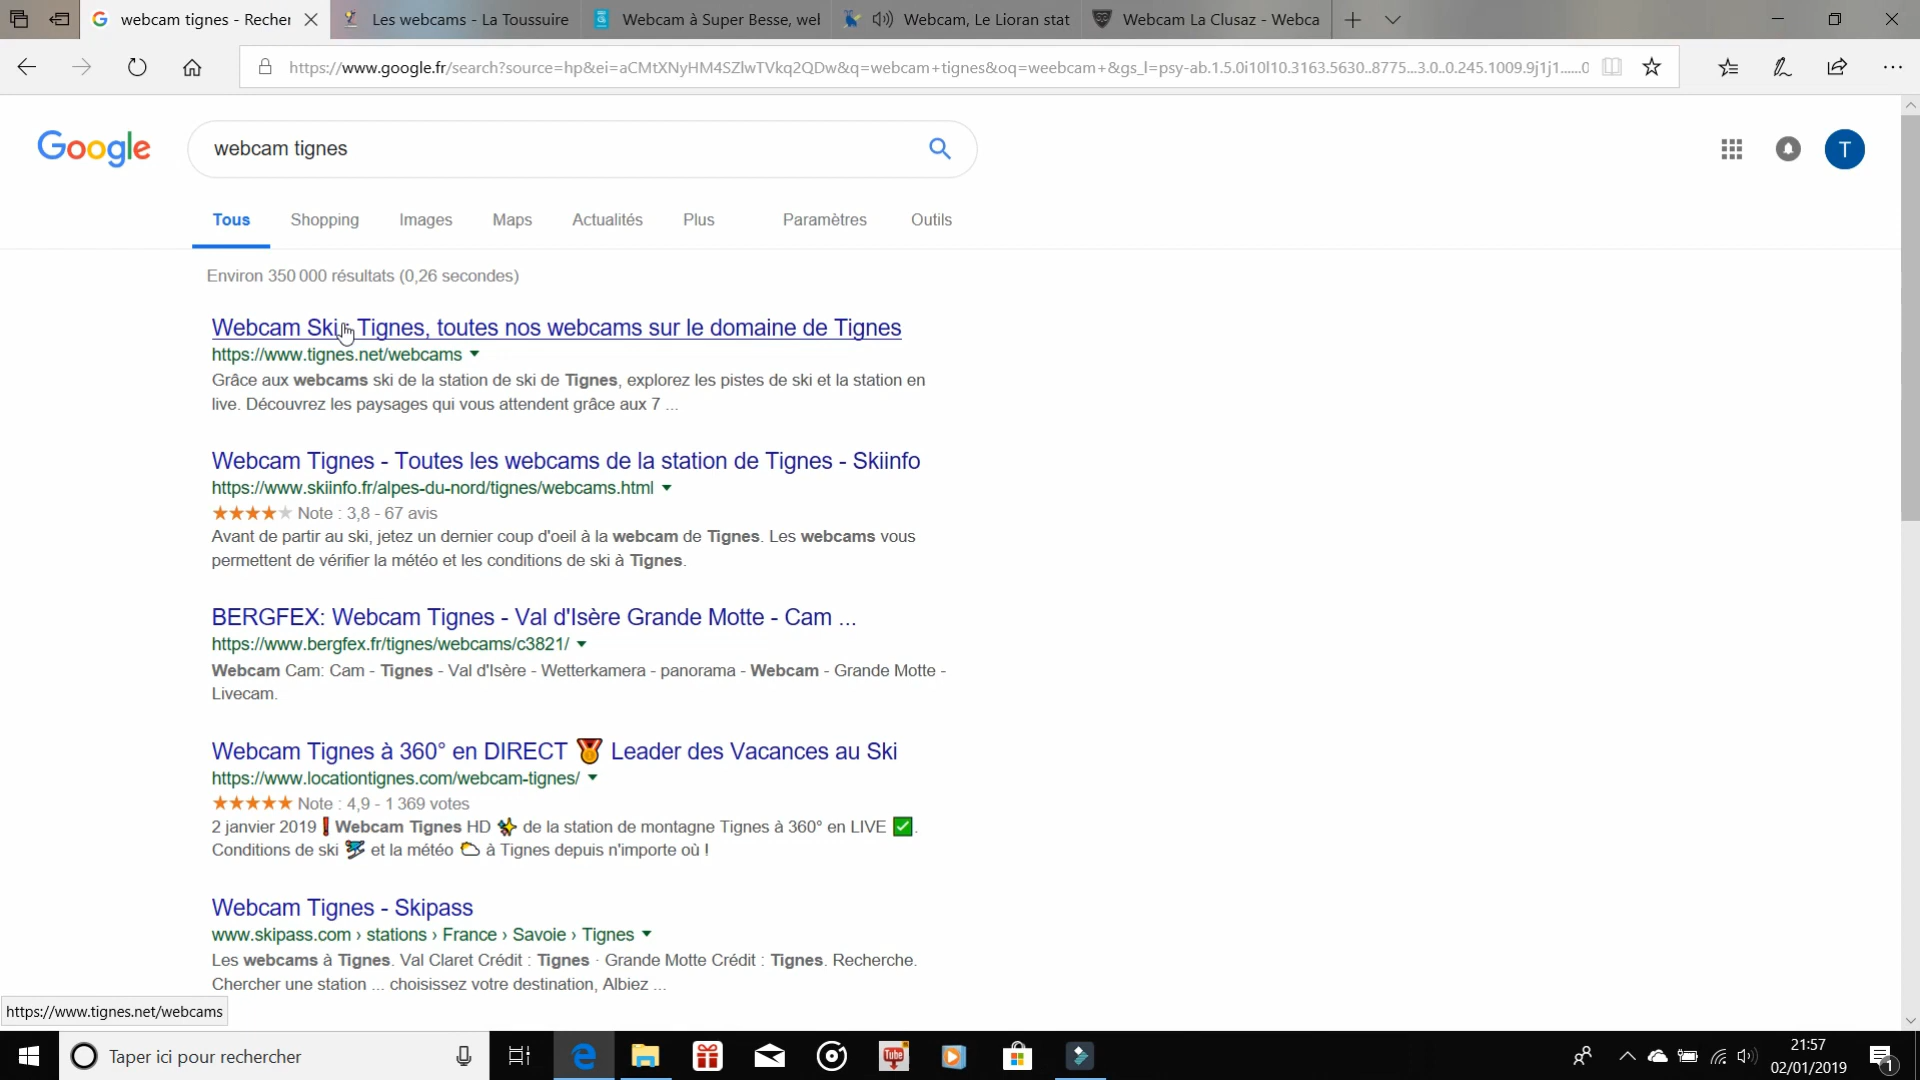 webcam tignes - Recher
Les webcams - La Toussuire
Webcam à Super Besse, wel
Webcam, Le Lioran stat
Webcam La Clusaz - Webca
https://www.google.fr/search?source=hp&ei=aCMtXNyHM4SZlwTVkq2QDw&q=webcam+tignes&oq=weebcam+&gs_l=psy-ab.1.5.0i10l10.3163.5630..8775...3.0..0.245.1009.9j1j1......0
Google
webcam tignes
T
Tous Shopping Images Maps Actualités Plus Paramètres Outils
Environ 350 000 résultats (0,26 secondes)
Webcam Ski Tignes, toutes nos webcams sur le domaine de Tignes
https://www.tignes.net/webcams
Grâce aux webcams ski de la station de ski de Tignes, explorez les pistes de ski et la station en
live. Découvrez les paysages qui vous attendent grâce aux 7 ...
Webcam Tignes - Toutes les webcams de la station de Tignes - Skiinfo
https://www.skiinfo.fr/alpes-du-nord/tignes/webcams.html
★★★★★ Note : 3,8 - 67 avis
Avant de partir au ski, jetez un dernier coup d'oeil à la webcam de Tignes. Les webcams vous
permettent de vérifier la météo et les conditions de ski à Tignes.
BERGFEX: Webcam Tignes - Val d'Isère Grande Motte - Cam ...
https://www.bergfex.fr/tignes/webcams/c3821/
Webcam Cam: Cam - Tignes - Val d'Isère - Wetterkamera - panorama - Webcam - Grande Motte -
Livecam.
Webcam Tignes à 360° en DIRECT 🏅 Leader des Vacances au Ski
https://www.locationtignes.com/webcam-tignes/
★★★★★ Note : 4,9 - 1 369 votes
2 janvier 2019 ❗ Webcam Tignes HD ✨ de la station de montagne Tignes à 360° en LIVE ✅.
Conditions de ski ⛷ et la météo 🌤 à Tignes depuis n'importe où !
Webcam Tignes - Skipass
www.skipass.com › stations › France › Savoie › Tignes
Les webcams à Tignes. Val Claret Crédit : Tignes · Grande Motte Crédit : Tignes. Recherche.
Chercher une station ... choisissez votre destination, Albiez ...
https://www.tignes.net/webcams
Taper ici pour rechercher
Tube
21:57
02/01/2019
1